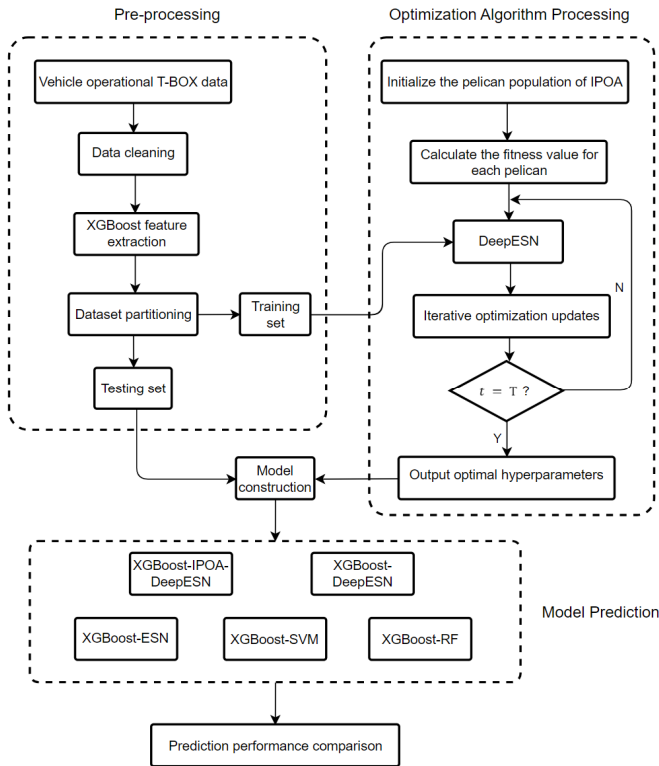 Pre-processing
Vehicle operational T-BOX data
Data cleaning
XGBoost feature
extraction
Dataset partitioning
Training
set
Testing set
Optimization Algorithm Processing
Initialize the pelican population of IPOA
Calculate the fitness value for
each pelican
DeepESN
N
Iterative optimization updates
t = T ?
Y
Output optimal hyperparameters
Model
construction
XGBoost-IPOA-
DeepESN
XGBoost-
DeepESN
XGBoost-ESN
XGBoost-SVM
XGBoost-RF
Model Prediction
Prediction performance comparison